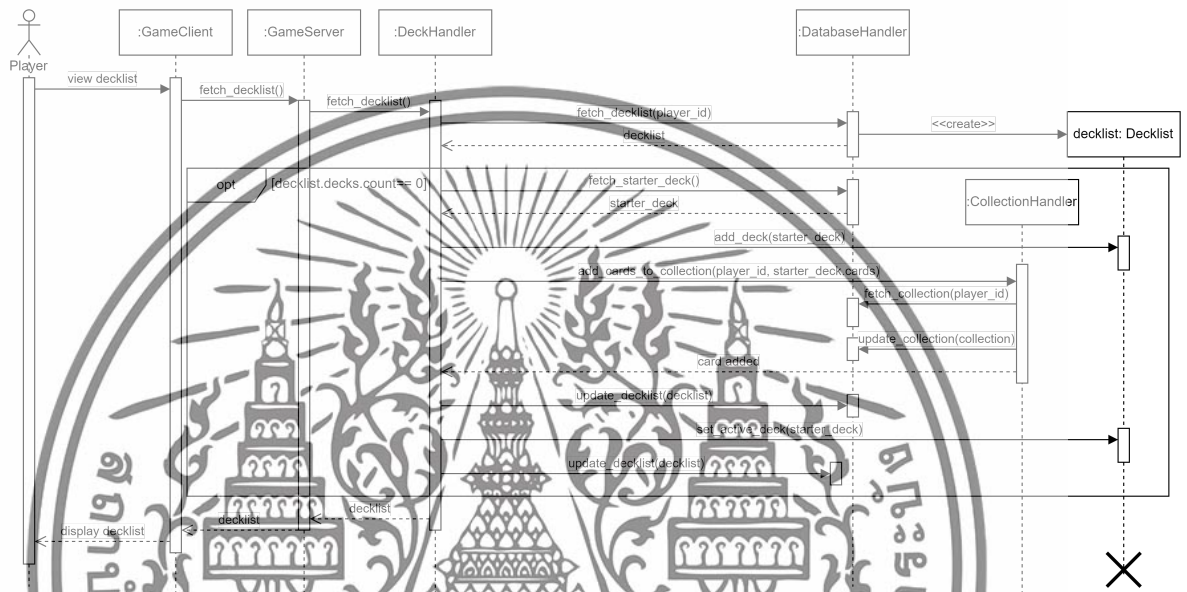 Player
:GameClient
:GameServer
:DeckHandler
:DatabaseHandler
view decklist
fetch_decklist()
fetch_decklist()
fetch_decklist(player_id)
<<create>>
decklist: Decklist
decklist
opt
[decklist.decks.count == 0]
fetch_starter_deck()
:CollectionHandler
starter_deck
add_deck(starter_deck)
add_cards_to_collection(player_id, starter_deck.cards)
fetch_collection(player_id)
update_collection(collection)
card added
update_decklist(decklist)
set_active_deck(starter_deck)
update_decklist(decklist)
decklist
decklist
display decklist